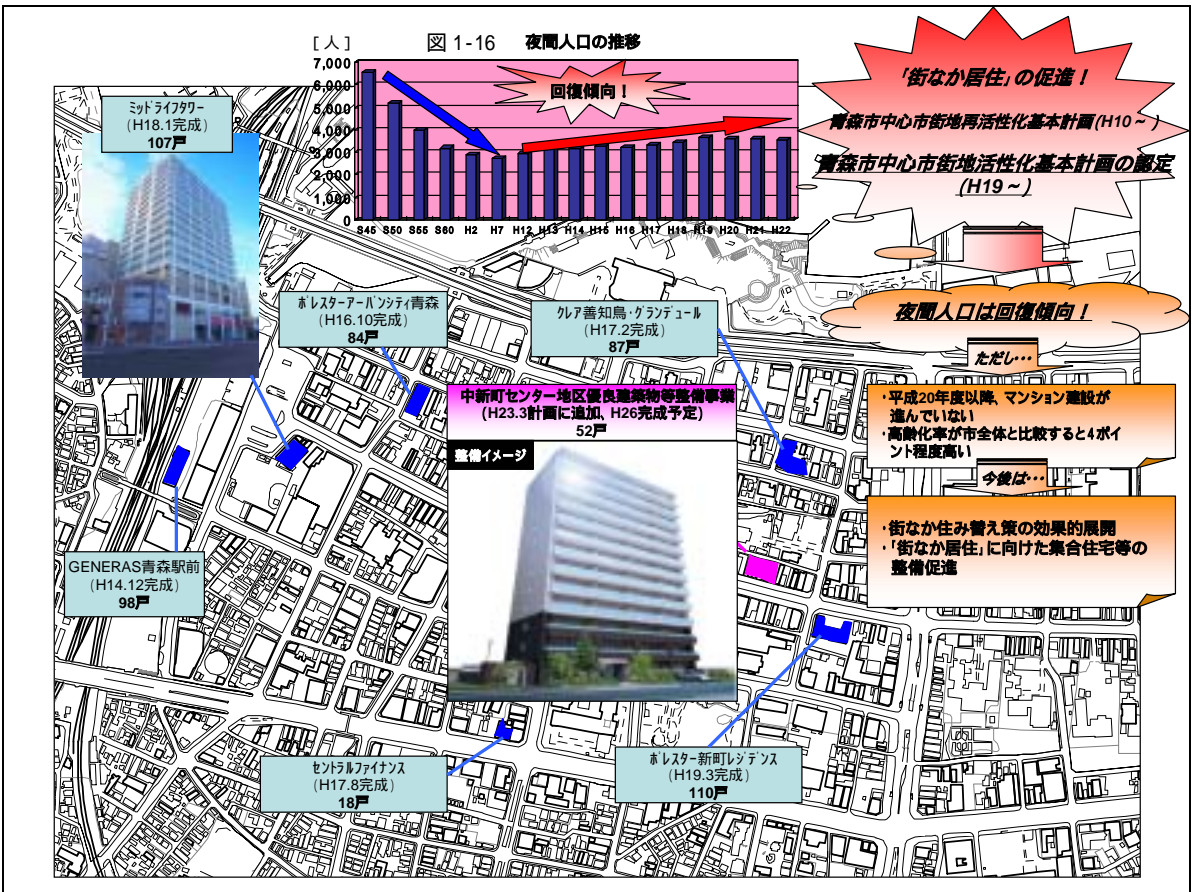 [人]
図 1-16 夜間人口の推移
7,000
6,000
5,000
4,000
3,000
2,000
1,000
0
S45 S50 S55 S60 H2 H7 H12 H13 H14 H15 H16 H17 H18 H19 H20 H21 H22
回復傾向！
「街なか居住」の促進！
青森市中心市街地再活性化基本計画(H10～)
青森市中心市街地活性化基本計画の認定
(H19～)
夜間人口は回復傾向！
ただし…
・平成20年度以降、マンション建設が
進んでいない
・高齢化率が市全体と比較すると4ポイ
ント程度高い
今後は…
・街なか住み替え策の効果的展開
・「街なか居住」に向けた集合住宅等の
整備促進
ﾐｯﾄﾞﾗｲﾌﾀﾜｰ
(H18.1完成)
107戸
ﾎﾟﾚｽﾀｰｱｰﾊﾞﾝｼﾃｨ青森
(H16.10完成)
84戸
ｸﾚｱ善知鳥・ｸﾞﾗﾝﾃﾞｭｰﾙ
(H17.2完成)
87戸
中新町センター地区優良建築物等整備事業
(H23.3計画に追加、H26完成予定)
52戸
整備イメージ
GENERAS青森駅前
(H14.12完成)
98戸
ｾﾝﾄﾗﾙﾌｧｲﾅﾝｽ
(H17.8完成)
18戸
ﾎﾟﾚｽﾀｰ新町ﾚｼﾞﾃﾞﾝｽ
(H19.3完成)
110戸